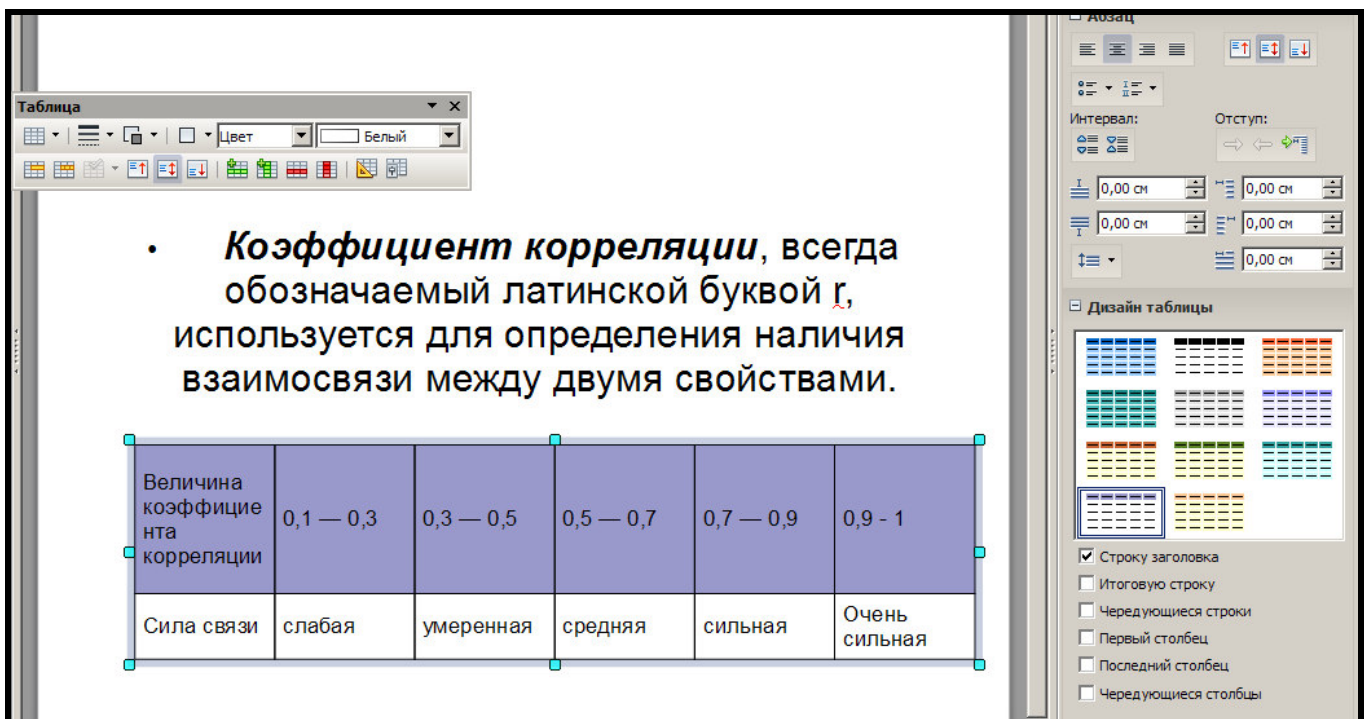 Абзац
Таблица
Цвет
Белый
Интервал:
Отступ:
0,00 см
0,00 см
0,00 см
0,00 см
0,00 см
• Коэффициент корреляции, всегда
обозначаемый латинской буквой r,
используется для определения наличия
взаимосвязи между двумя свойствами.
Величина
коэффицие
нта
корреляции
0,1 — 0,3
0,3 — 0,5
0,5 — 0,7
0,7 — 0,9
0,9 - 1
Сила связи
слабая
умеренная
средняя
сильная
Очень
сильная
Дизайн таблицы
Строку заголовка
Итоговую строку
Чередующиеся строки
Первый столбец
Последний столбец
Чередующиеся столбцы